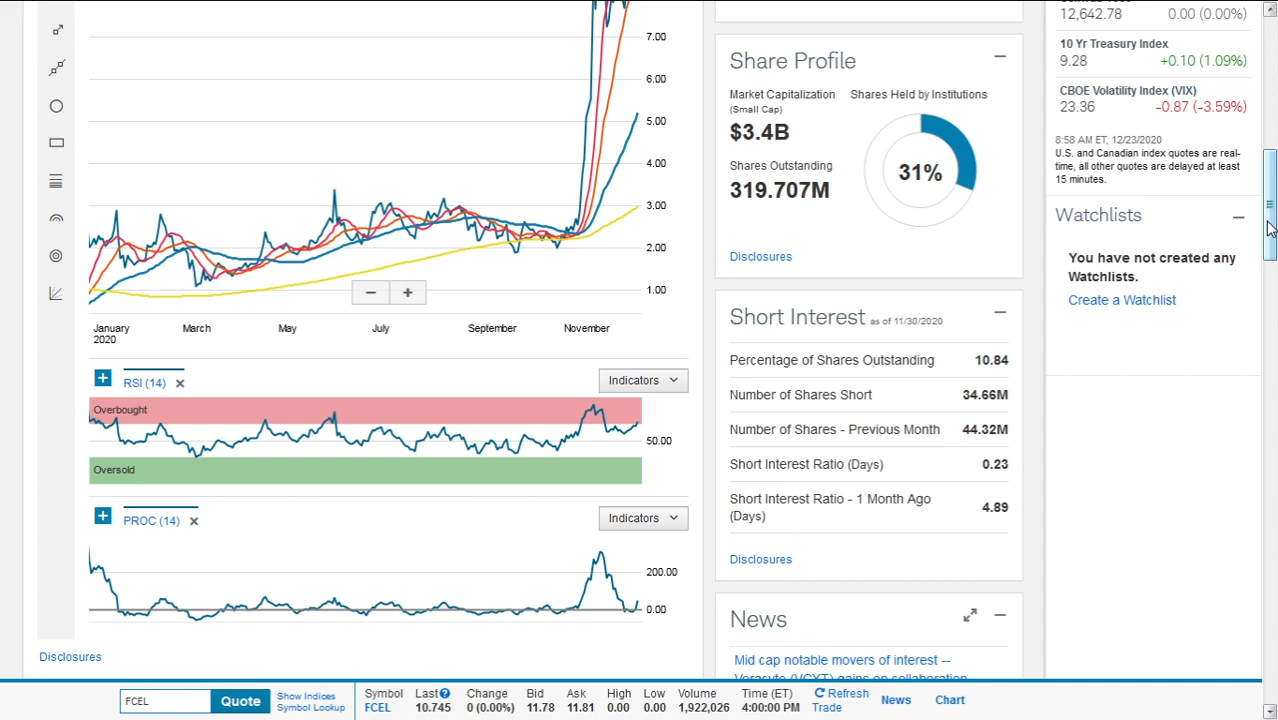 7.00
6.00
5.00
4.00
3.00
2.00
1.00
January March May July September November
2020
RSI (14)
Indicators
Overbought
50.00
Oversold
PROC (14)
Indicators
200.00
0.00
Disclosures
Share Profile
Market Capitalization
(Small Cap)
$3.4B
Shares Outstanding
319.707M
Shares Held by Institutions
31%
Disclosures
Short Interest as of 11/30/2020
Percentage of Shares Outstanding 10.84
Number of Shares Short 34.66M
Number of Shares - Previous Month 44.32M
Short Interest Ratio (Days) 0.23
Short Interest Ratio - 1 Month Ago
(Days) 4.89
Disclosures
News
Mid cap notable movers of interest --
Veracyte (VCYT) gains on collaboration
12,642.78 0.00 (0.00%)
10 Yr Treasury Index
9.28 +0.10 (1.09%)
CBOE Volatility Index (VIX)
23.36 -0.87 (-3.59%)
8:58 AM ET, 12/23/2020
U.S. and Canadian index quotes are real-
time, all other quotes are delayed at least
15 minutes.
Watchlists
You have not created any
Watchlists.
Create a Watchlist
FCEL Quote
Show Indices
Symbol Lookup
Symbol Last Change Bid Ask High Low Volume Time (ET) Refresh
FCEL 10.745 0 (0.00%) 11.78 11.81 0.00 0.00 1,922,026 4:00:00 PM Trade
News Chart